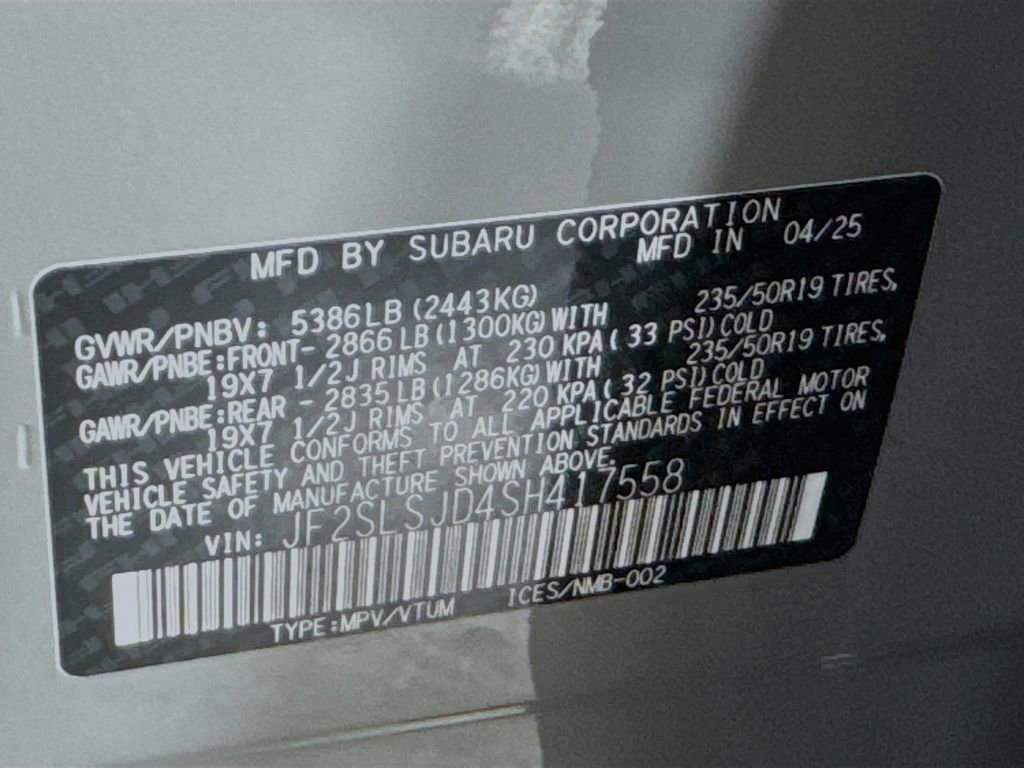 MFD BY SUBARU CORPORATION
MFD IN 04/25
GVWR/PNBV: 5386LB (2443KG)
GAWR/PNBE:FRONT- 2866LB (1300KG) WITH 235/50R19 TIRES,
19X7 1/2J RIMS AT 230 KPA( 33 PSI) COLD
GAWR/PNBE:REAR - 2835LB (1286KG) WITH 235/50R19 TIRES,
19X7 1/2J RIMS AT 220 KPA( 32 PSI) COLD
THIS VEHICLE CONFORMS TO ALL APPLICABLE FEDERAL MOTOR
VEHICLE SAFETY AND THEFT PREVENTION STANDARDS IN EFFECT ON
THE DATE OF MANUFACTURE SHOWN ABOVE.
VIN: JF2SLSJD4SH417558
TYPE:MPV/VTUM ICES/NMB-002